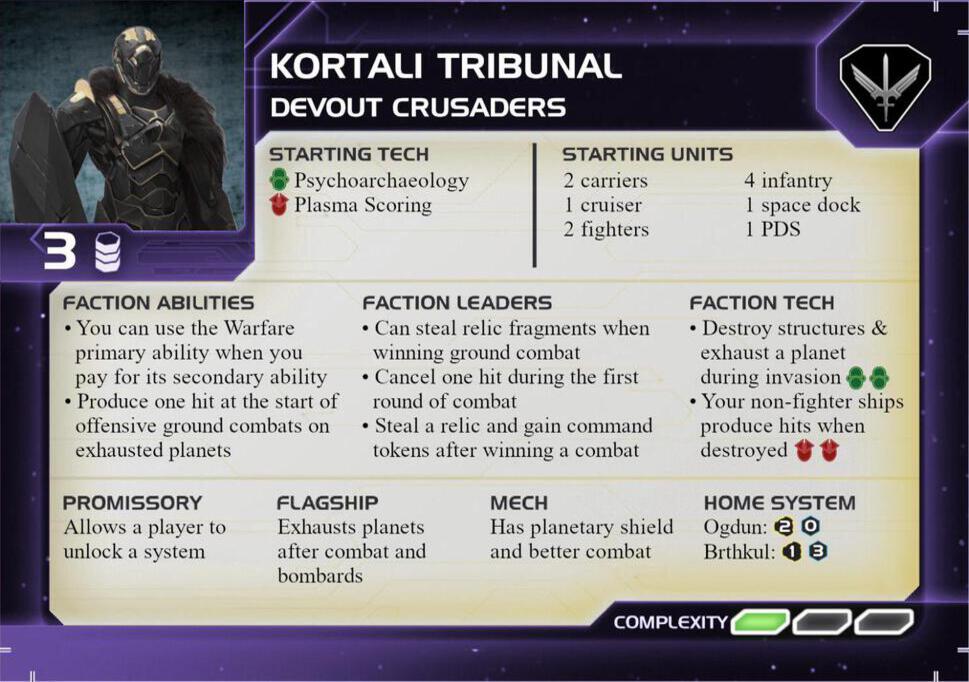 KORTALI TRIBUNAL
DEVOUT CRUSADERS
3
STARTING TECH
Psychoarchaeology
Plasma Scoring
STARTING UNITS
2 carriers
1 cruiser
2 fighters
4 infantry
1 space dock
1 PDS
FACTION ABILITIES
• You can use the Warfare
primary ability when you
pay for its secondary ability
• Produce one hit at the start of
offensive ground combats on
exhausted planets
FACTION LEADERS
• Can steal relic fragments when
winning ground combat
• Cancel one hit during the first
round of combat
• Steal a relic and gain command
tokens after winning a combat
FACTION TECH
• Destroy structures &
exhaust a planet
during invasion
• Your non-fighter ships
produce hits when
destroyed
PROMISSORY
Allows a player to
unlock a system
FLAGSHIP
Exhausts planets
after combat and
bombards
MECH
Has planetary shield
and better combat
HOME SYSTEM
Ogdun: 2 0
Brthkul: 1 3
COMPLEXITY